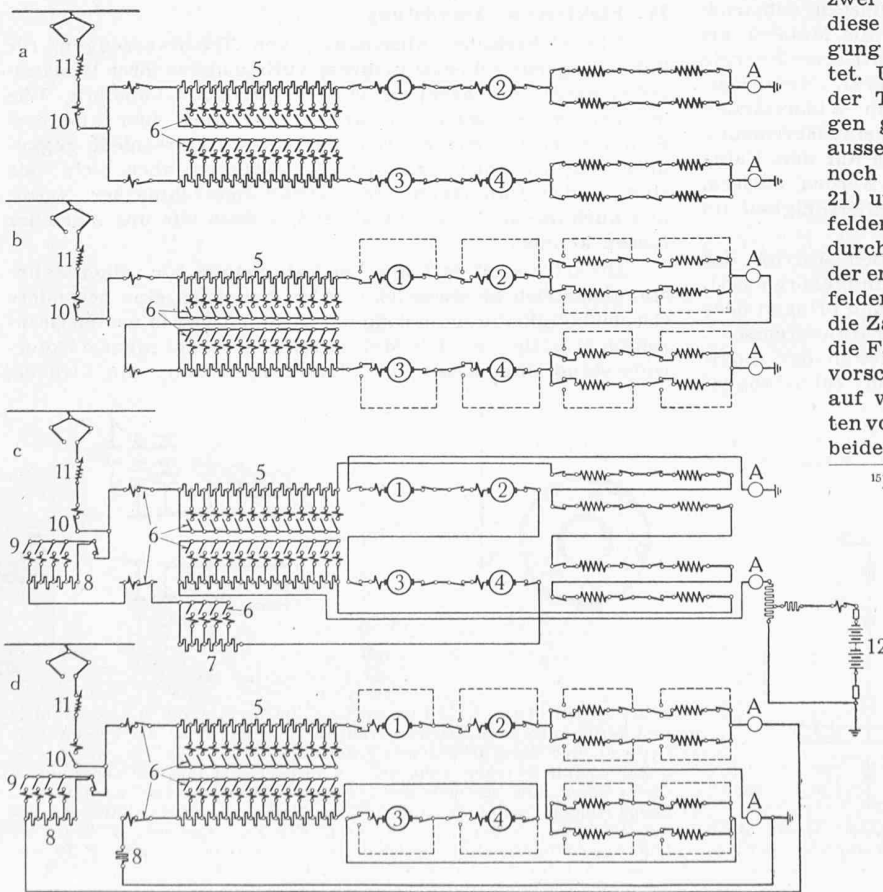 a
11
10
5
6
1
2
3
4
A
A
b
11
10
5
6
1
2
3
4
A
A
c
11
10
9
8
5
6
6
7
1
2
3
4
A
A
12
d
11
10
9
8
8
5
6
1
2
3
4
A
A
diese
gung
tet.
der
gen
ausse
noch
21) u
felder
durch
der er
felder
die Zä
die F
vorsc
auf v
ten vo
beide
15